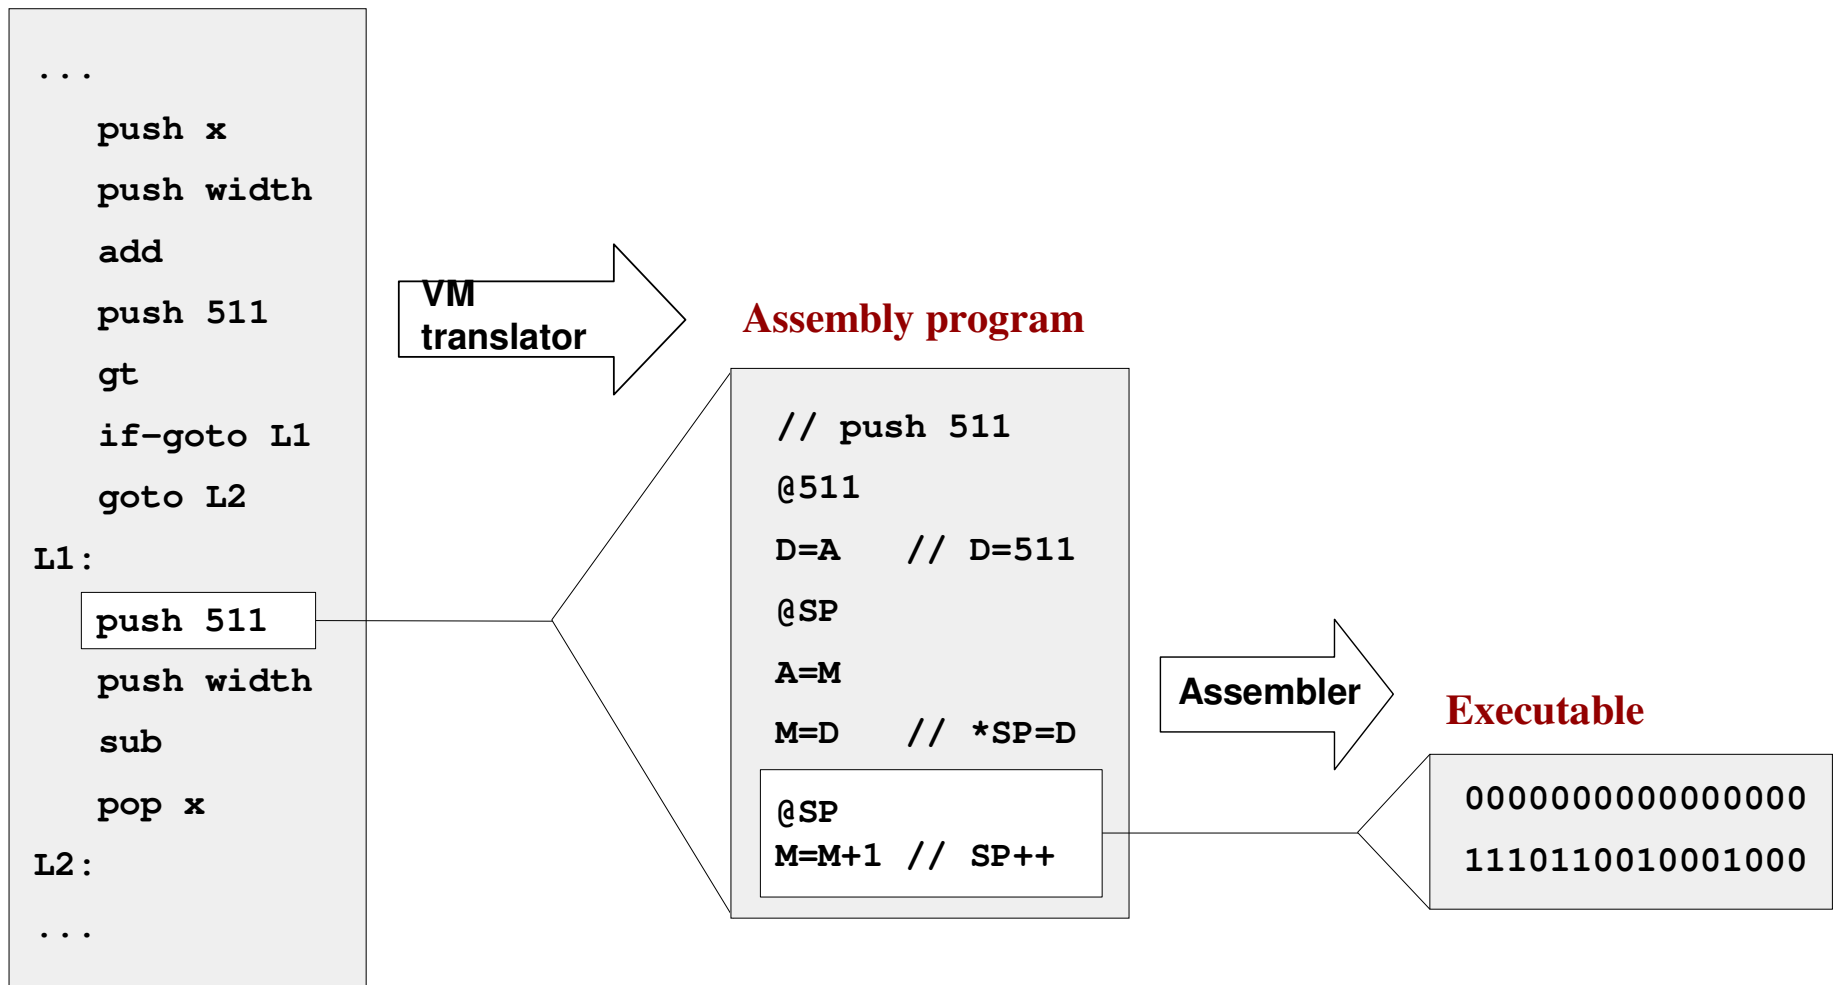 ...
push x
push width
add
push 511
gt
if-goto L1
goto L2
L1:
push 511
push width
sub
pop x
L2:
...
VM
translator
Assembly program
// push 511
@511
D=A // D=511
@SP
A=M
M=D // *SP=D
@SP
M=M+1 // SP++
Assembler
Executable
0000000000000000
1110110010001000